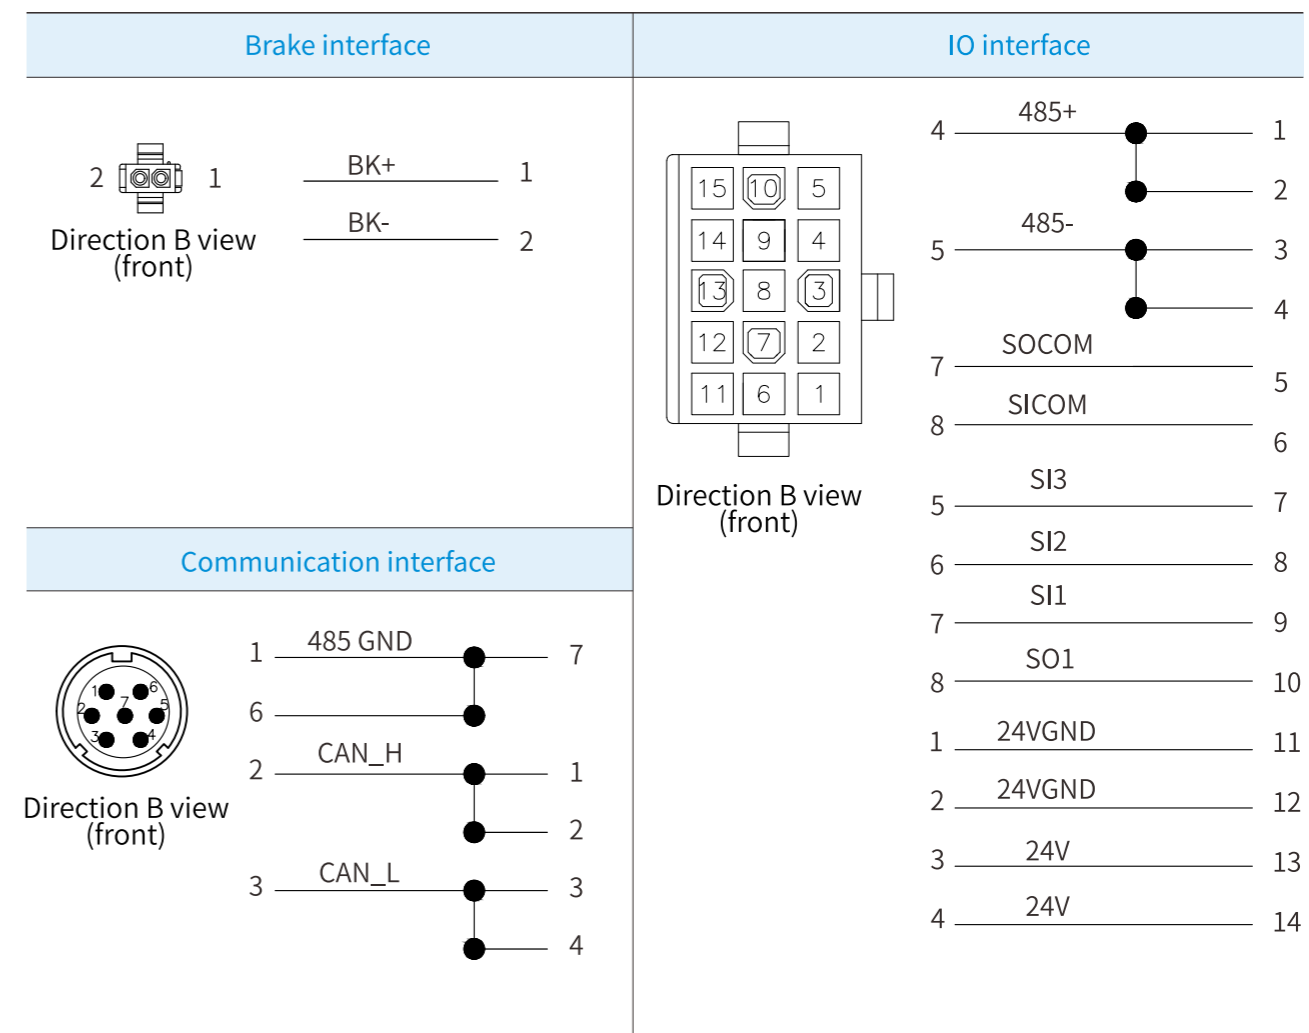 Brake interface
IO interface
2 1
BK+ 1
BK- 2
Direction B view
(front)
15 10 5
14 9 4
13 8 3
12 7 2
11 6 1
Direction B view
(front)
4 485+ 1
2
5 485- 3
4
7 SOCOM 5
8 SICOM 6
5 SI3 7
6 SI2 8
7 SI1 9
8 SO1 10
1 24VGND 11
2 24VGND 12
3 24V 13
4 24V 14
Communication interface
1 6
2 7 5
3 4
Direction B view
(front)
1 485 GND 7
6
2 CAN_H 1
2
3 CAN_L 3
4